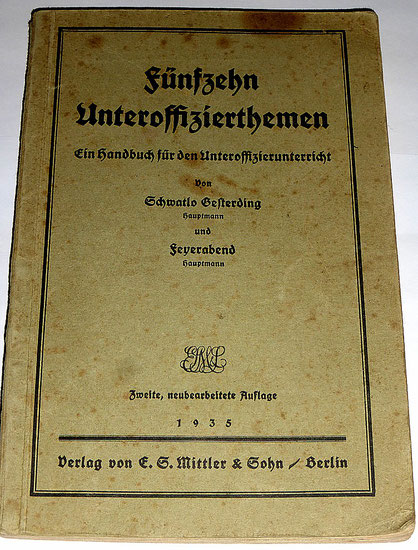 Fünfzehn
Unteroffizierthemen
Ein Handbuch für den Unteroffizierunterricht
Von
Schwatlo Gesterding
Hauptmann
und
Feyerabend
Hauptmann
Zweite, neubearbeitete Auflage
1935
Verlag von E. S. Mittler & Sohn / Berlin